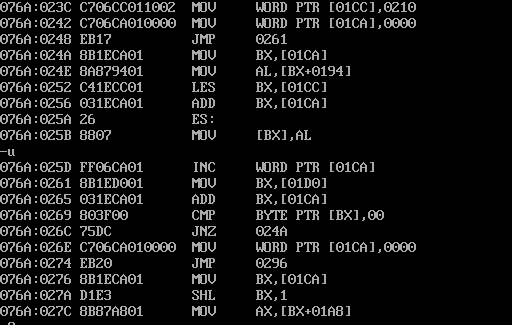 076A:023C C706CC011002 MOV WORD PTR [01CC],0210
076A:0242 C706CA010000 MOV WORD PTR [01CA],0000
076A:0248 EB17 JMP 0261
076A:024A 8B1ECA01 MOV BX,[01CA]
076A:024E 8A879401 MOV AL,[BX+0194]
076A:0252 C41ECC01 LES BX,[01CC]
076A:0256 031ECA01 ADD BX,[01CA]
076A:025A 26 ES:
076A:025B 8807 MOV [BX],AL
-u
076A:025D FF06CA01 INC WORD PTR [01CA]
076A:0261 8B1ED001 MOV BX,[01D0]
076A:0265 031ECA01 ADD BX,[01CA]
076A:0269 803F00 CMP BYTE PTR [BX],00
076A:026C 75DC JNZ 024A
076A:026E C706CA010000 MOV WORD PTR [01CA],0000
076A:0274 EB20 JMP 0296
076A:0276 8B1ECA01 MOV BX,[01CA]
076A:027A D1E3 SHL BX,1
076A:027C 8B87A801 MOV AX,[BX+01A8]